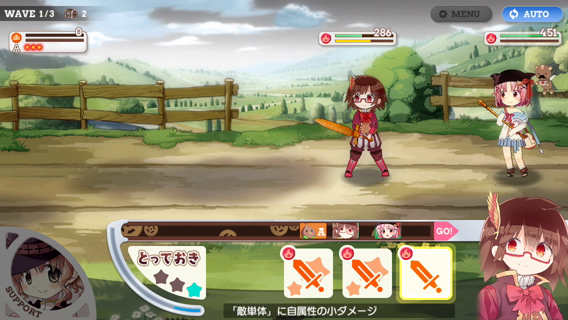 WAVE 1/3 2
MENU
AUTO
0
A
286
451
A
GO!
とっておき
SUPPORT
「敵単体」に自属性の小ダメージ